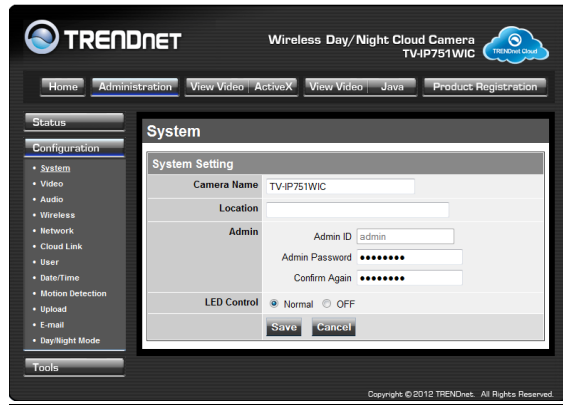 TRENDNET
Wireless Day/Night Cloud Camera
TV-IP751WIC
TRENDnet Cloud
Home Administration View Video | ActiveX View Video | Java Product Registration
Status
Configuration
• System
• Video
• Audio
• Wireless
• Network
• Cloud Link
• User
• Date/Time
• Motion Detection
• Upload
• E-mail
• Day/Night Mode
Tools
System
System Setting
Camera Name TV-IP751WIC
Location
Admin
Admin ID admin
Admin Password ••••••••
Confirm Again ••••••••
LED Control Normal OFF
Save Cancel
Copyright © 2012 TRENDnet. All Rights Reserved.